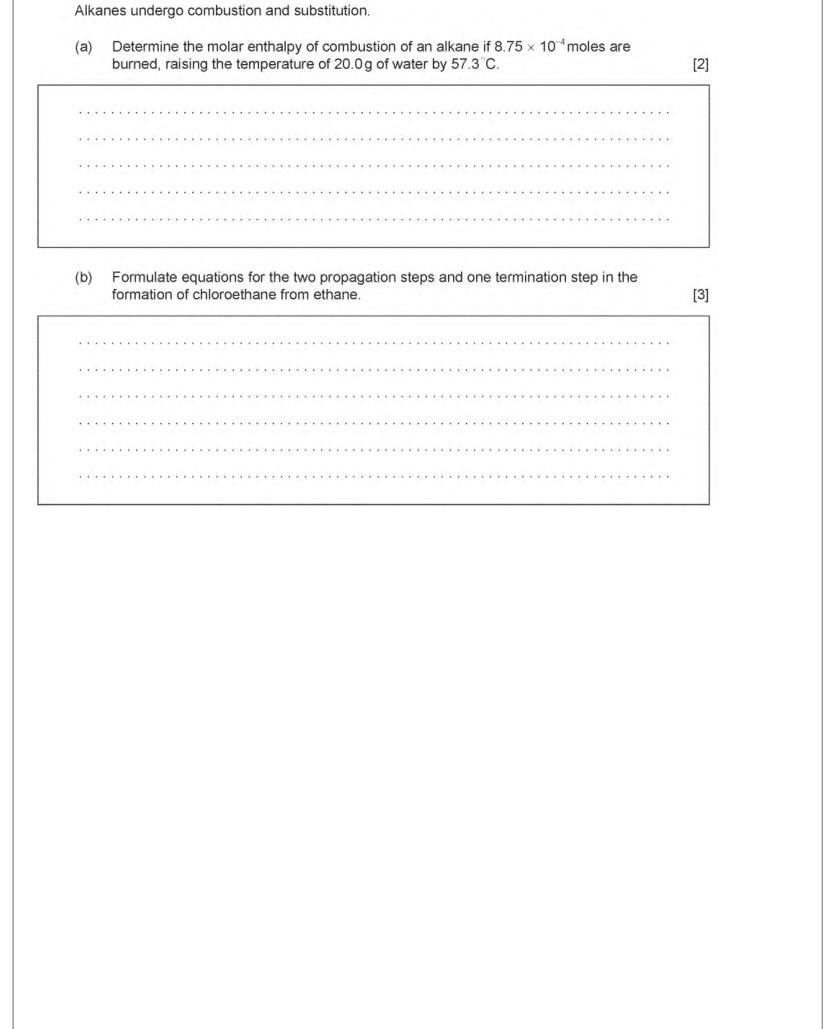 Alkanes undergo combustion and substitution.
(a) Determine the molar enthalpy of combustion of an alkane if 8.75 × 10⁻⁴ moles are
burned, raising the temperature of 20.0 g of water by 57.3 °C. [2]
(b) Formulate equations for the two propagation steps and one termination step in the
formation of chloroethane from ethane. [3]